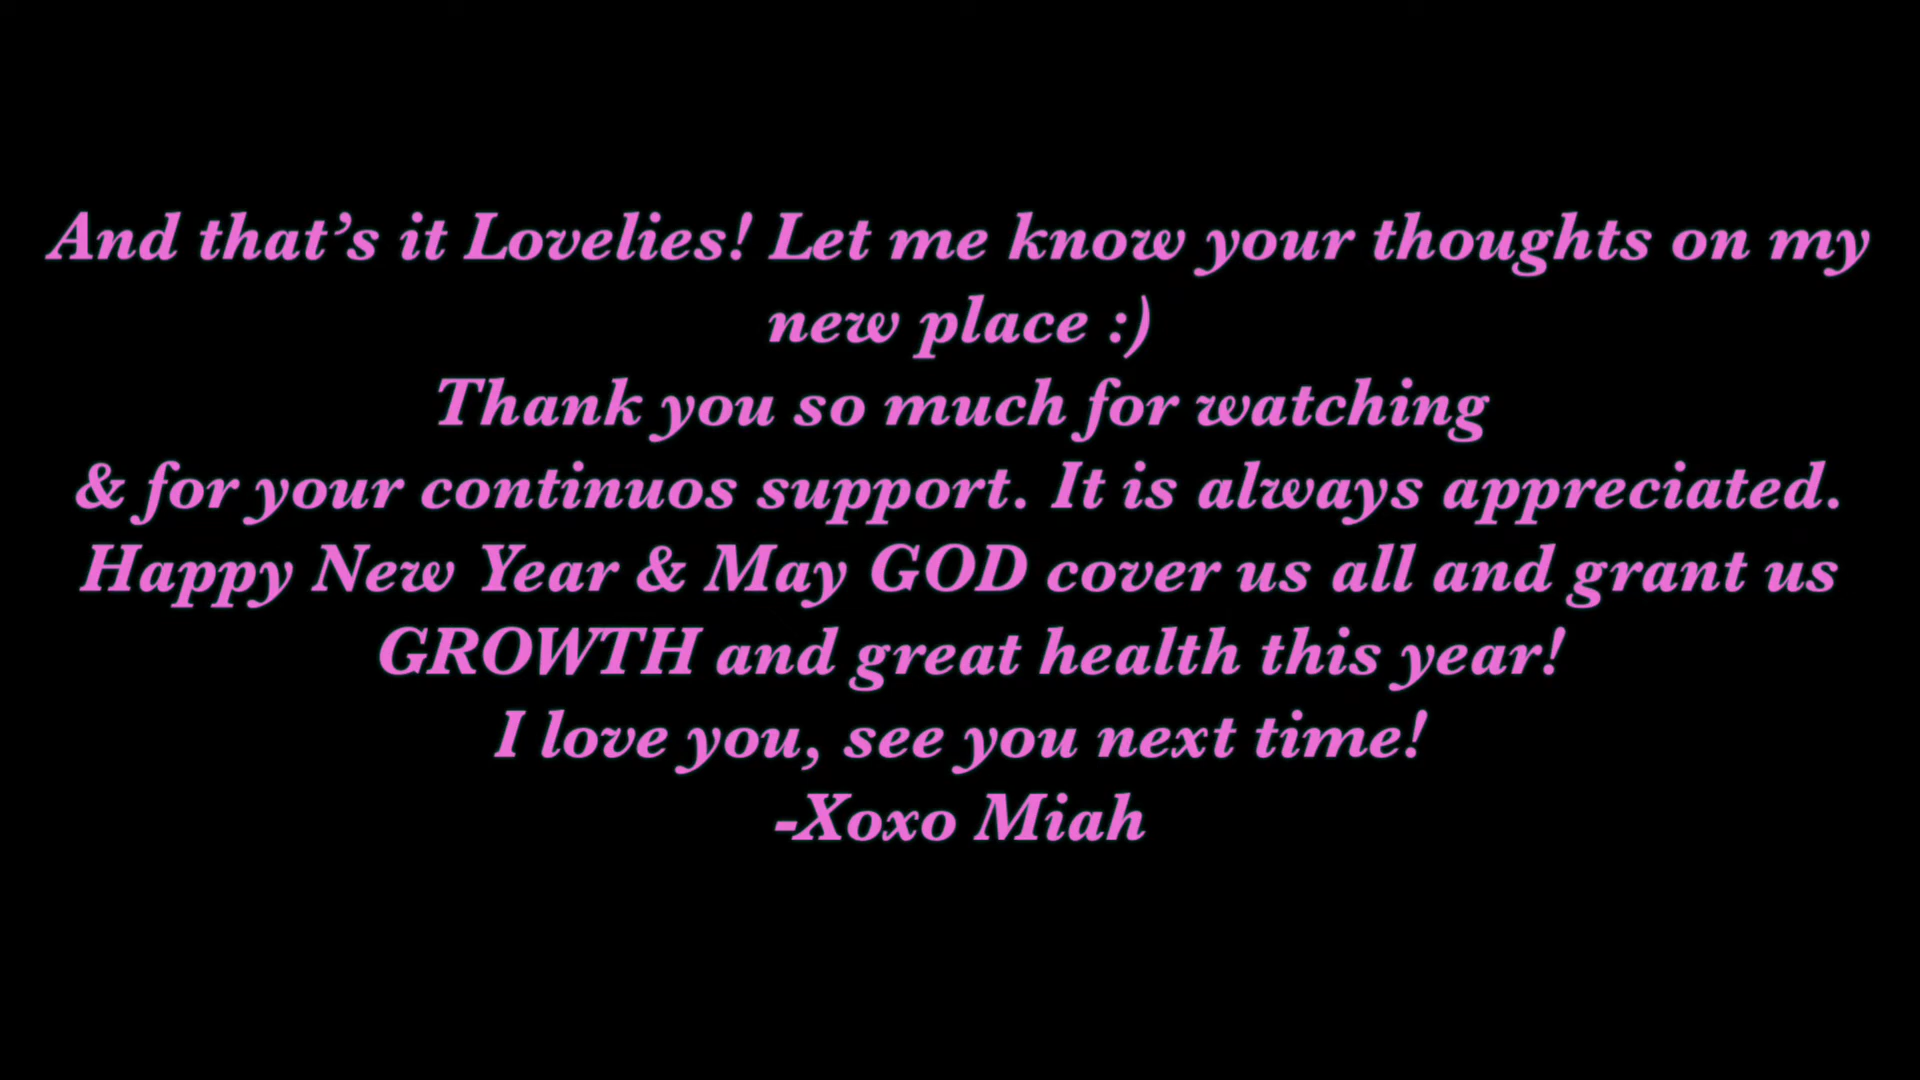 And that’s it Lovelies! Let me know your thoughts on my
new place :)
Thank you so much for watching
& for your continuos support. It is always appreciated.
Happy New Year & May GOD cover us all and grant us
GROWTH and great health this year!
I love you, see you next time!
-Xoxo Miah